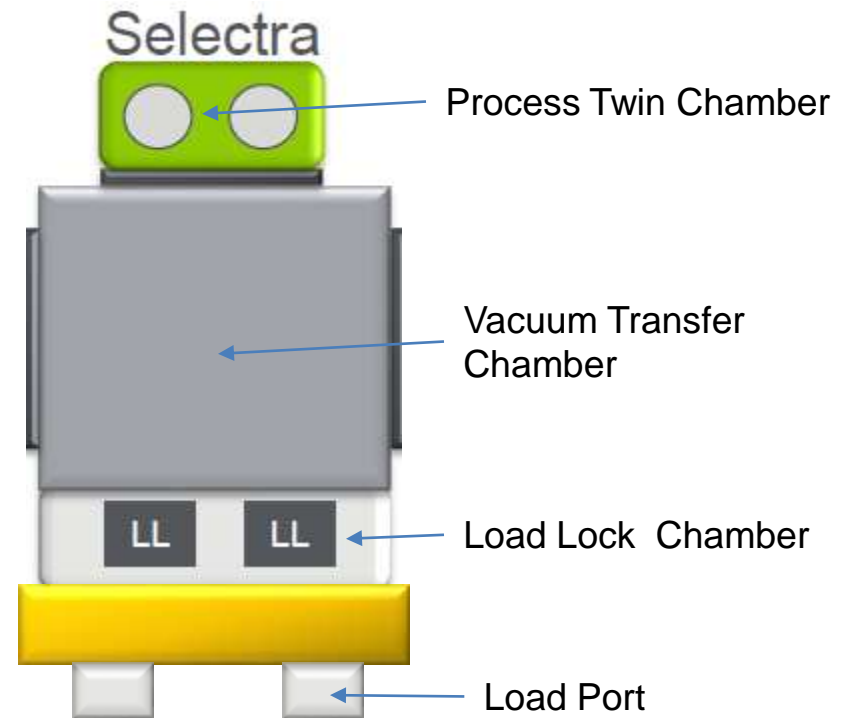 Selectra
Process Twin Chamber
Vacuum Transfer
Chamber
LL LL
Load Lock  Chamber
Load Port